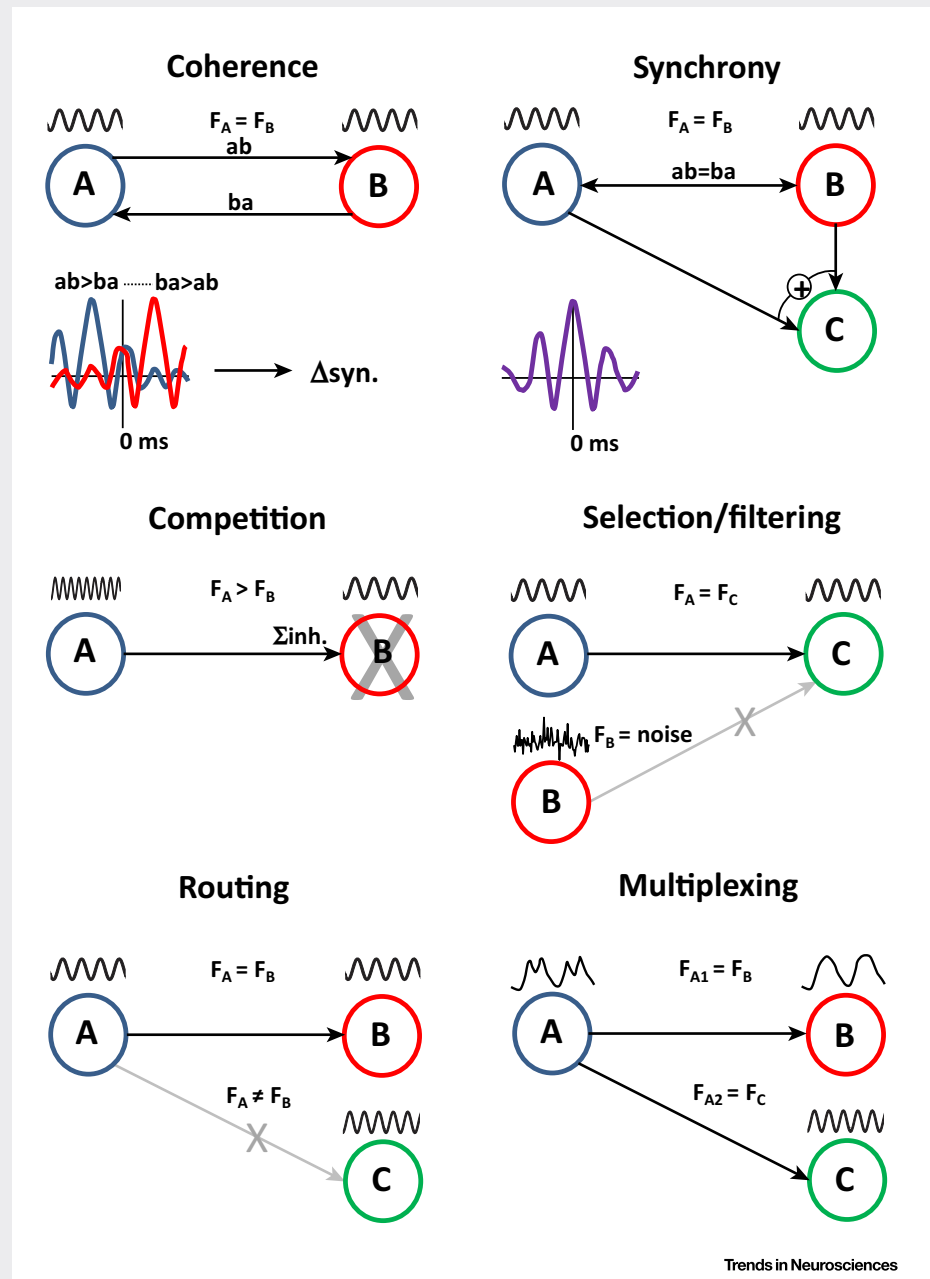 Coherence
F_A = F_B
ab
A
B
ba
ab>ba ........ ba>ab
Δsyn.
0 ms
Synchrony
F_A = F_B
A
ab=ba
B
+
C
0 ms
Competition
F_A > F_B
A
Σinh.
B
X
Selection/filtering
F_A = F_C
A
C
F_B = noise
X
B
Routing
F_A = F_B
A
B
F_A ≠ F_B
X
C
Multiplexing
F_A1 = F_B
A
B
F_A2 = F_C
C
Trends in Neurosciences